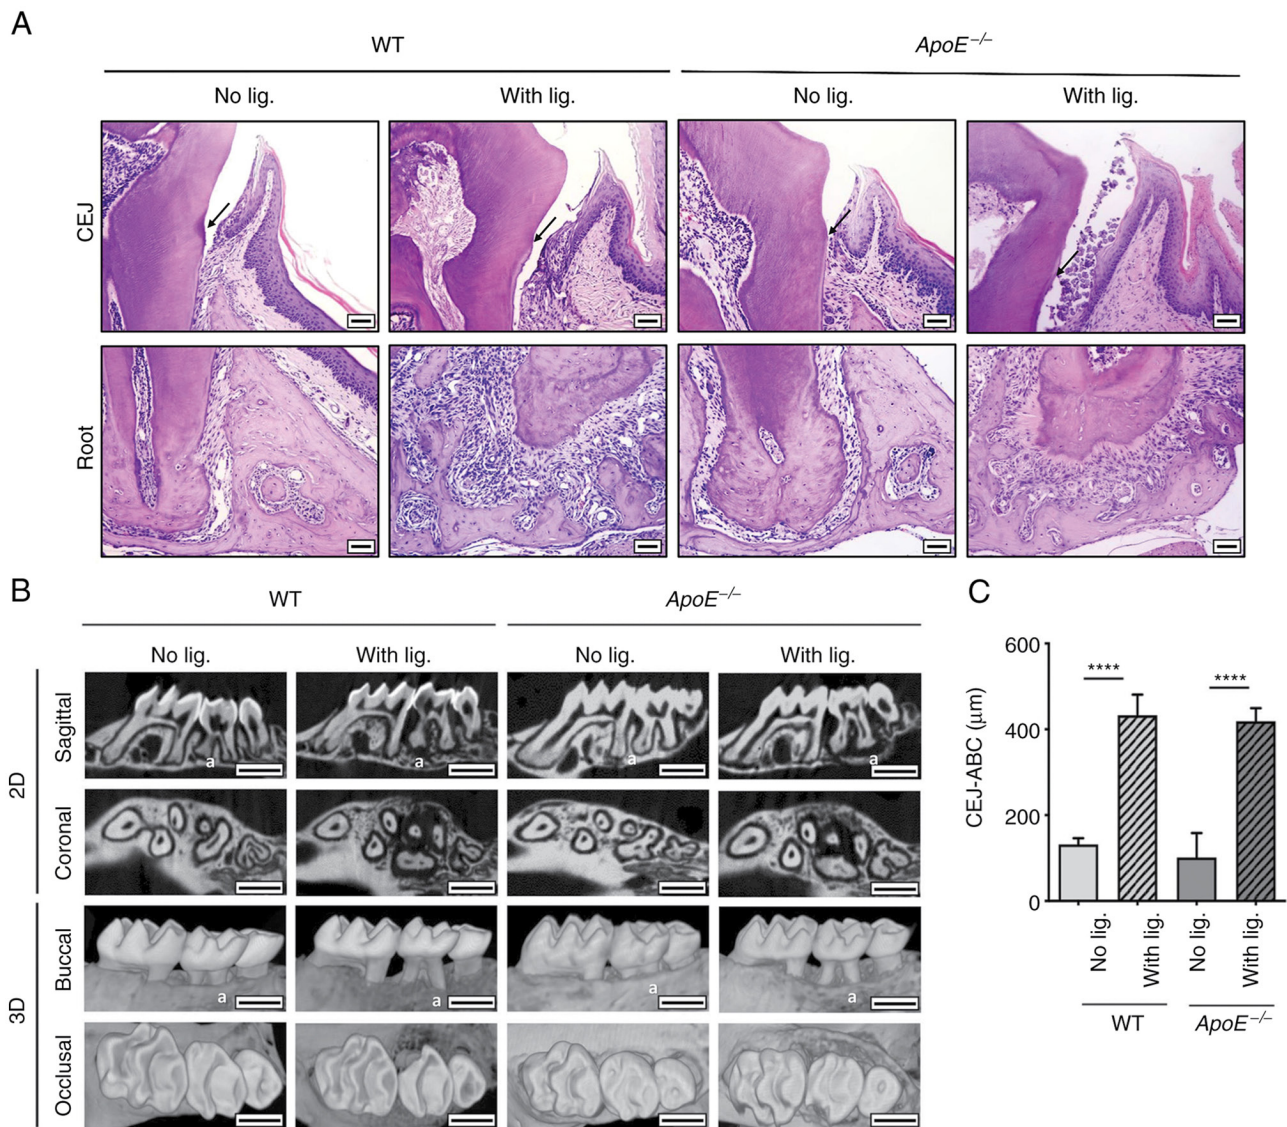 A
WT
ApoE−/−
No lig.
With lig.
No lig.
With lig.
CEJ
Root
B
WT
ApoE−/−
No lig.
With lig.
No lig.
With lig.
2D
Sagittal
a
a
a
a
Coronal
3D
Buccal
a
a
a
a
Occlusal
C
CEJ-ABC (μm)
600
400
200
0
****
****
No lig.
With lig.
No lig.
With lig.
WT
ApoE−/−